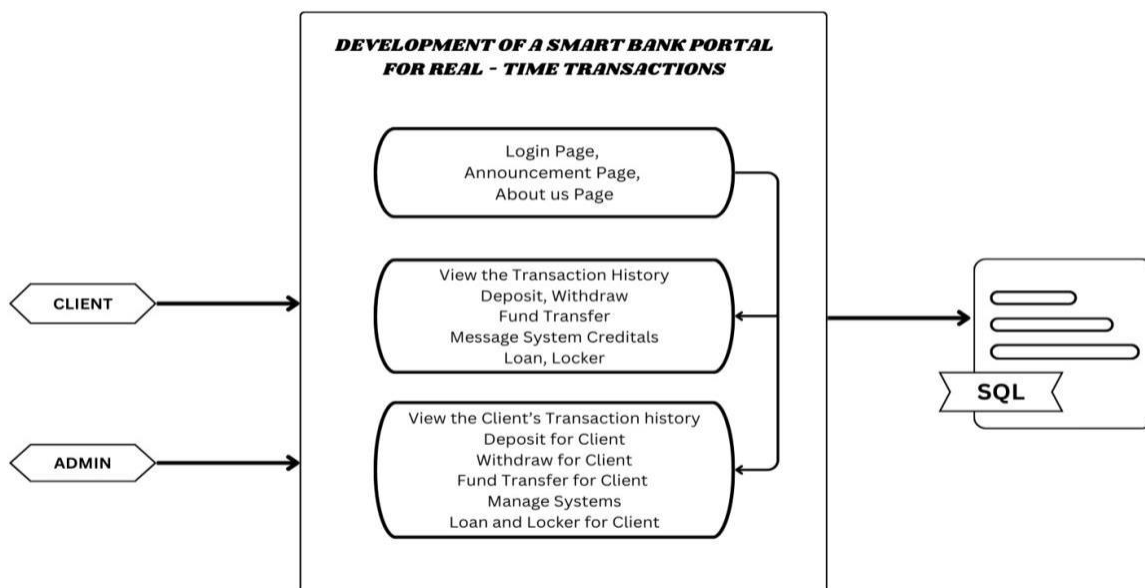 DEVELOPMENT OF A SMART BANK PORTAL
FOR REAL - TIME TRANSACTIONS
Login Page,
Announcement Page,
About us Page
CLIENT
View the Transaction History
Deposit, Withdraw
Fund Transfer
Message System Creditals
Loan, Locker
SQL
ADMIN
View the Client's Transaction history
Deposit for Client
Withdraw for Client
Fund Transfer for Client
Manage Systems
Loan and Locker for Client